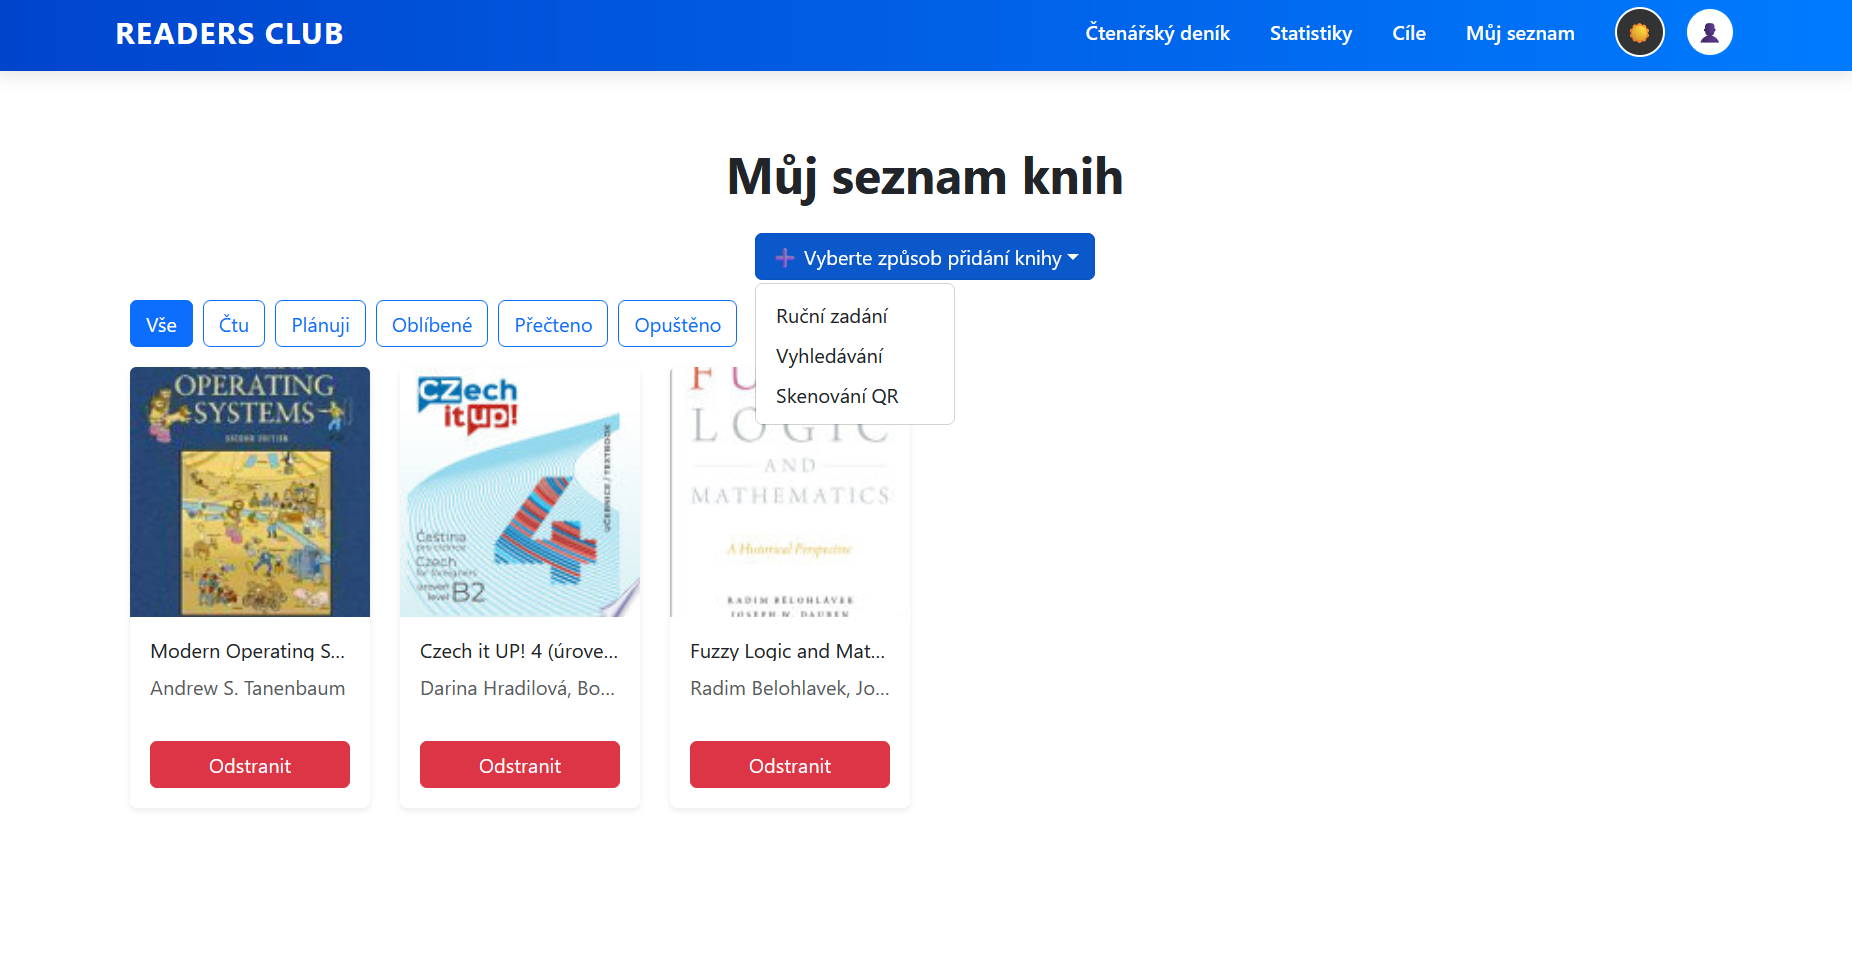 READERS CLUB
Čtenářský deník
Statistiky
Cíle
Můj seznam
Můj seznam knih
Vyberte způsob přidání knihy
Ruční zadání
Vyhledávání
Skenování QR
Vše
Čtu
Plánuji
Oblíbené
Přečteno
Opuštěno
OPERATING
SYSTEMS
SECOND EDITION
CZech
it UP!
UČEBNICE / TEXTBOOK
4
Čeština
pro cizince
Czech
for foreigners
úroveň
level B2
LOGIC
AND
MATHEMATICS
A Historical Perspective
RADIM BĚLOHLÁVEK
JOSEPH W. DAUBEN
Modern Operating S...
Andrew S. Tanenbaum
Odstranit
Czech it UP! 4 (úrove...
Darina Hradilová, Bo...
Odstranit
Fuzzy Logic and Mat...
Radim Belohlavek, Jo...
Odstranit